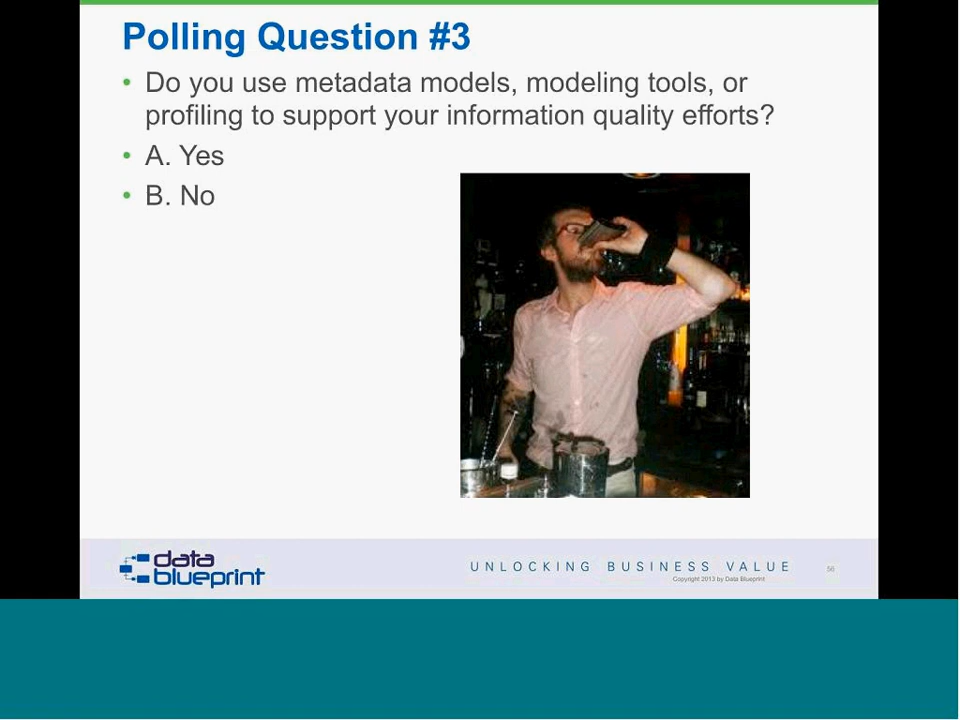 Polling Question #3
• Do you use metadata models, modeling tools, or
profiling to support your information quality efforts?
• A. Yes
• B. No
data
blueprint
UNLOCKING BUSINESS VALUE
Copyright 2013 by Data Blueprint
56